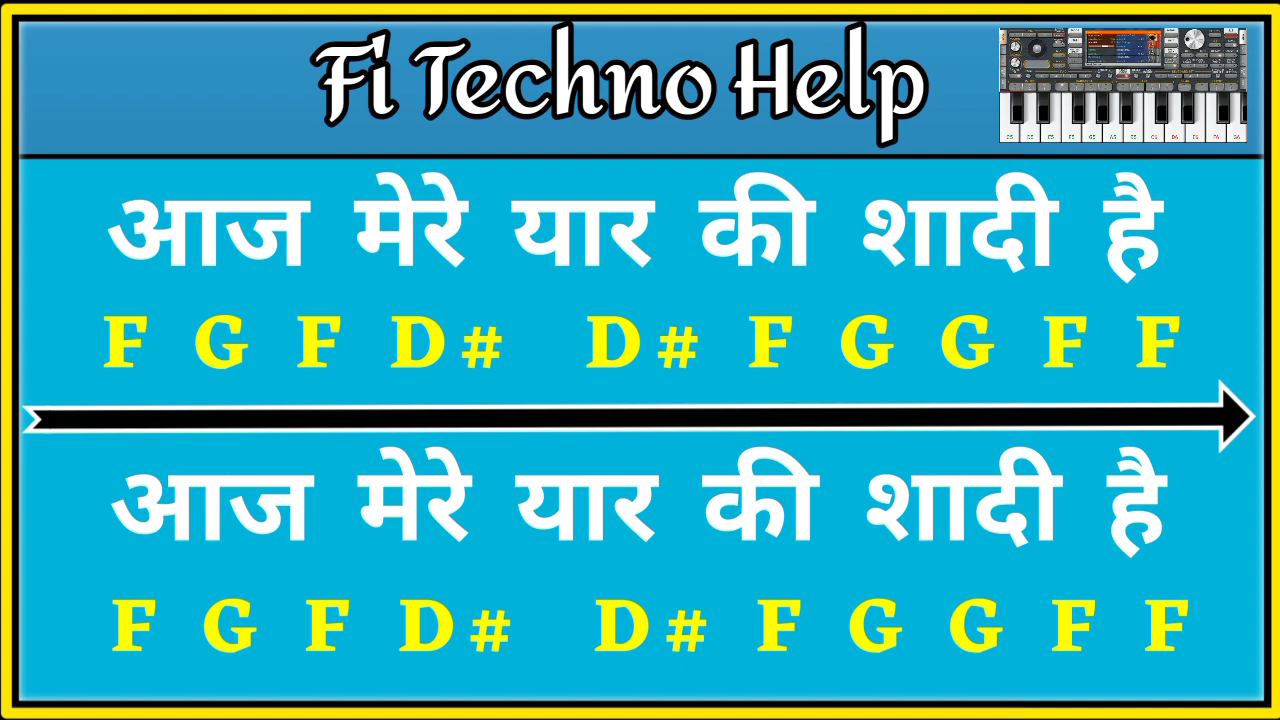 Fi Techno Help
आज मेरे यार की शादी है
F G F D# D# F G G F F
आज मेरे यार की शादी है
F G F D# D# F G G F F